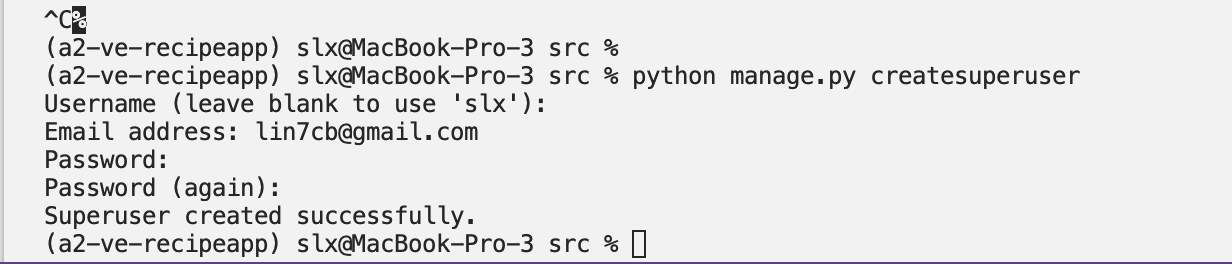 ^C%
(a2-ve-recipeapp) slx@MacBook-Pro-3 src %
(a2-ve-recipeapp) slx@MacBook-Pro-3 src % python manage.py createsuperuser
Username (leave blank to use 'slx'):
Email address: lin7cb@gmail.com
Password:
Password (again):
Superuser created successfully.
(a2-ve-recipeapp) slx@MacBook-Pro-3 src %